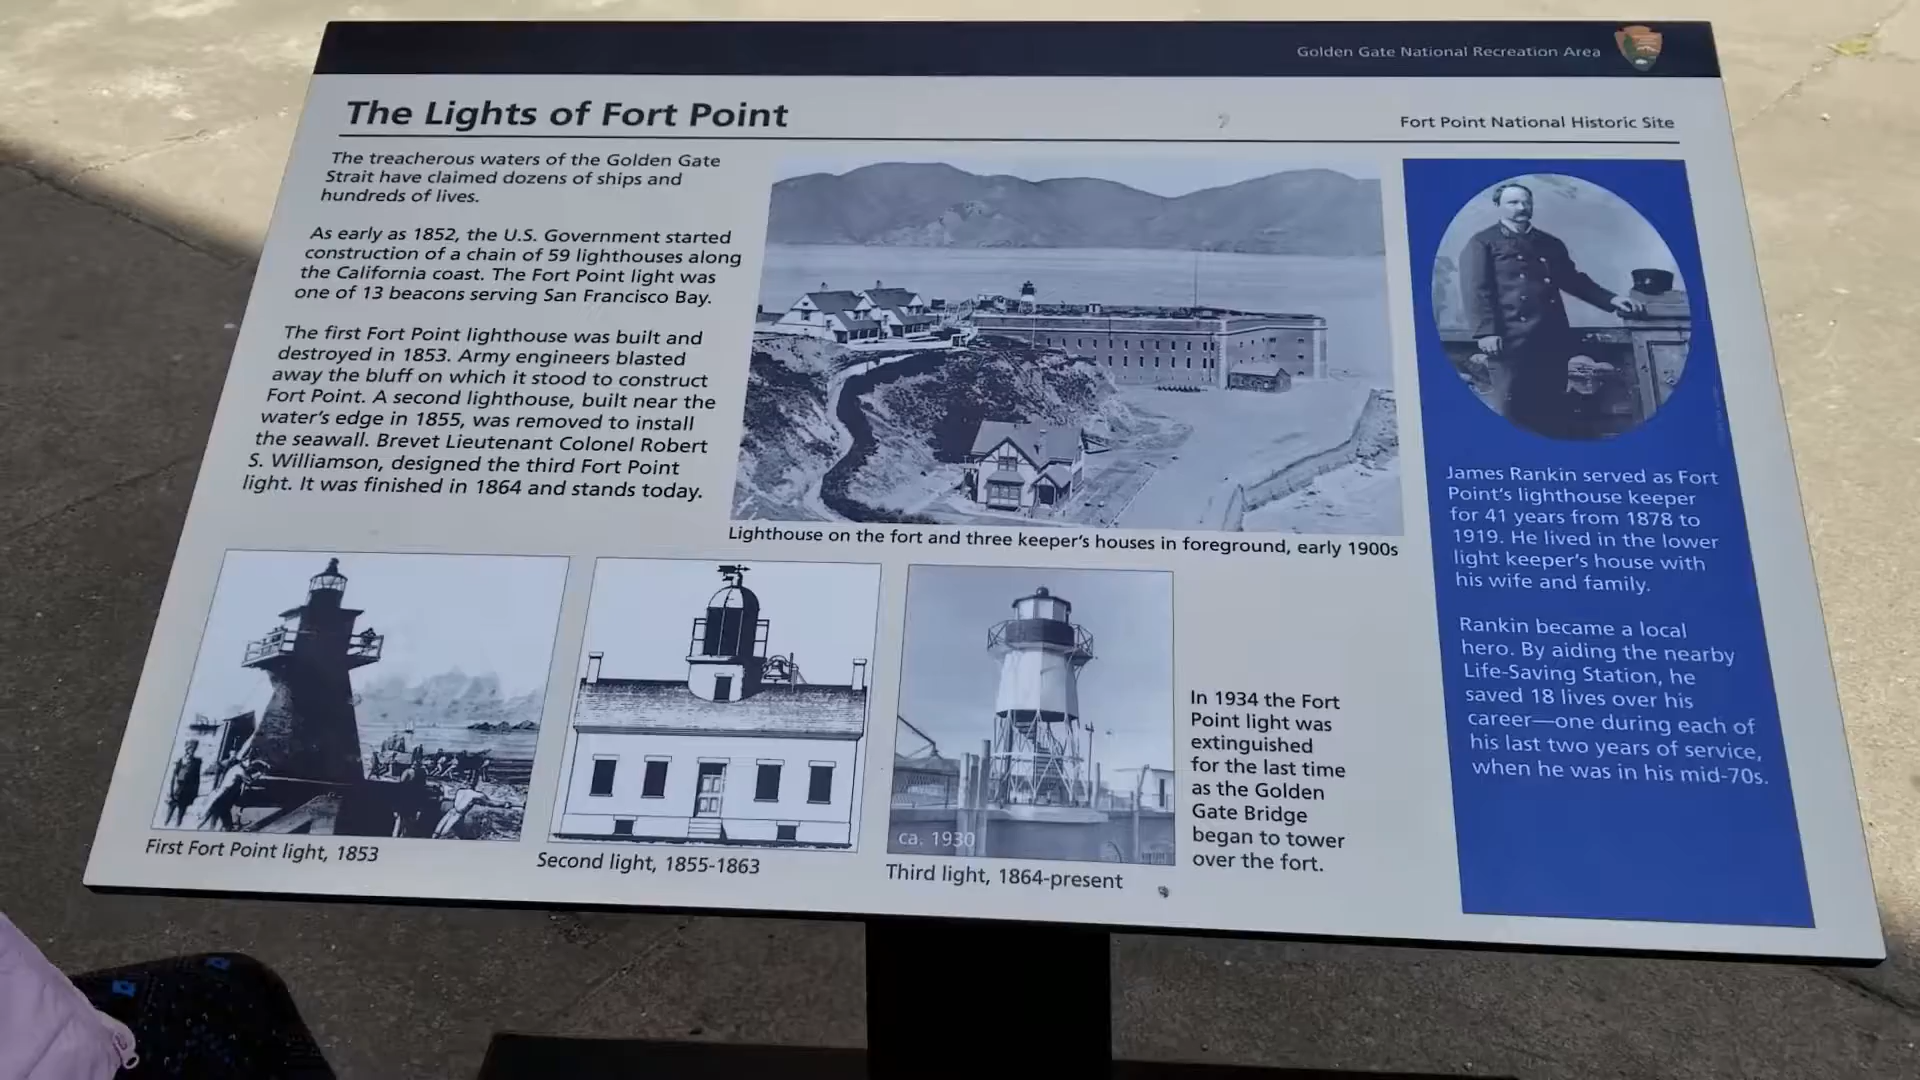 Golden Gate National Recreation Area
The Lights of Fort Point
Fort Point National Historic Site
The treacherous waters of the Golden Gate
Strait have claimed dozens of ships and
hundreds of lives.
As early as 1852, the U.S. Government started
construction of a chain of 59 lighthouses along
the California coast. The Fort Point light was
one of 13 beacons serving San Francisco Bay.
The first Fort Point lighthouse was built and
destroyed in 1853. Army engineers blasted
away the bluff on which it stood to construct
Fort Point. A second lighthouse, built near the
water's edge in 1855, was removed to install
the seawall. Brevet Lieutenant Colonel Robert
S. Williamson, designed the third Fort Point
light. It was finished in 1864 and stands today.
Lighthouse on the fort and three keeper's houses in foreground, early 1900s
James Rankin served as Fort
Point's lighthouse keeper
for 41 years from 1878 to
1919. He lived in the lower
light keeper's house with
his wife and family.
Rankin became a local
hero. By aiding the nearby
Life-Saving Station, he
saved 18 lives over his
career—one during each of
his last two years of service,
when he was in his mid-70s.
First Fort Point light, 1853
Second light, 1855-1863
ca. 1930
Third light, 1864-present
In 1934 the Fort
Point light was
extinguished
for the last time
as the Golden
Gate Bridge
began to tower
over the fort.